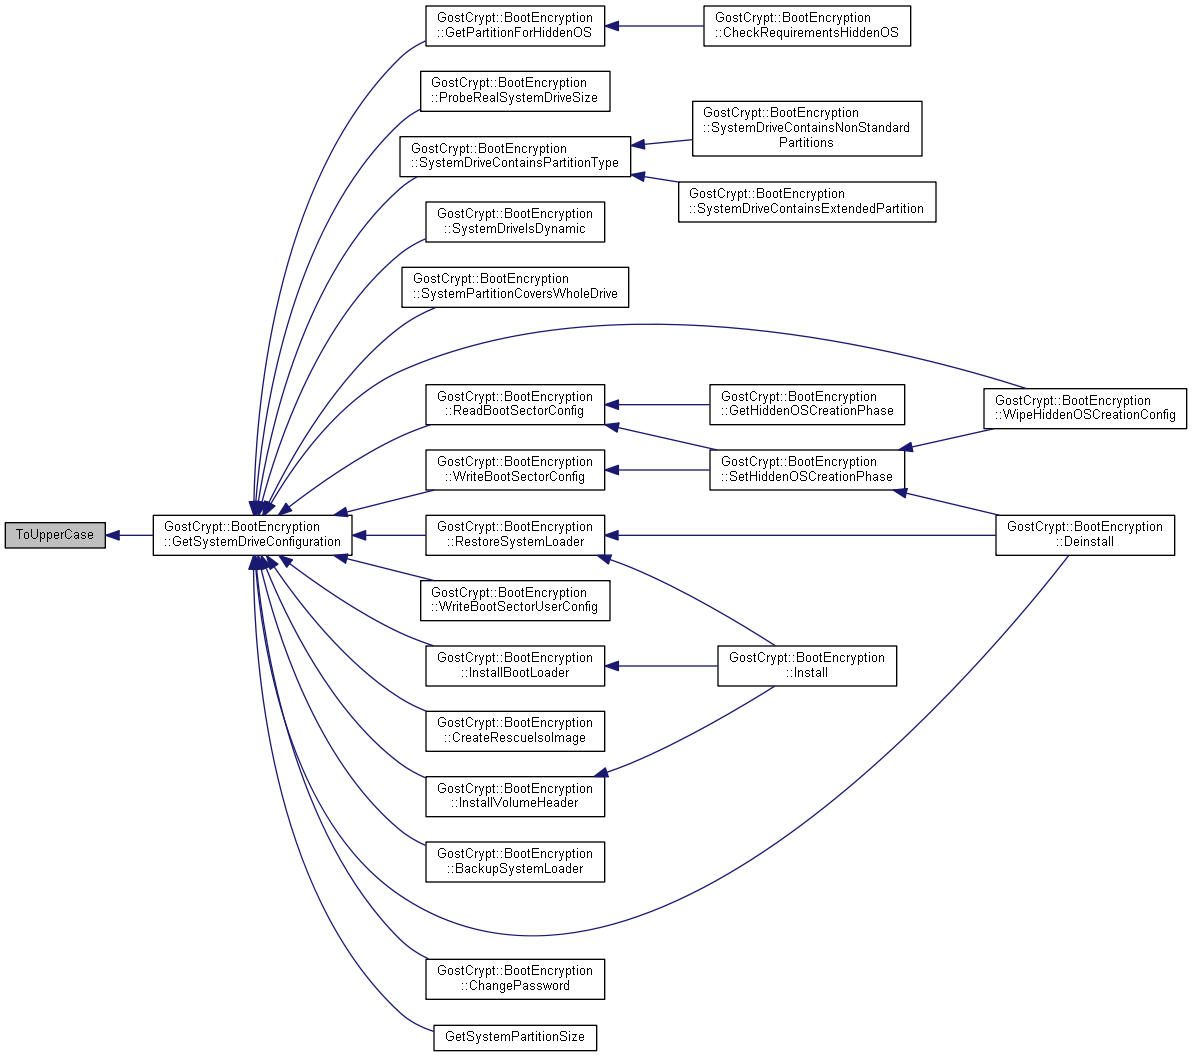 GostCrypt::BootEncryption
::GetPartitionForHiddenOS
GostCrypt::BootEncryption
::CheckRequirementsHiddenOS
GostCrypt::BootEncryption
::ProbeRealSystemDriveSize
GostCrypt::BootEncryption
::SystemDriveContainsPartitionType
GostCrypt::BootEncryption
::SystemDriveContainsNonStandard
Partitions
GostCrypt::BootEncryption
::SystemDriveContainsExtendedPartition
GostCrypt::BootEncryption
::SystemDriveIsDynamic
GostCrypt::BootEncryption
::SystemPartitionCoversWholeDrive
GostCrypt::BootEncryption
::ReadBootSectorConfig
GostCrypt::BootEncryption
::GetHiddenOSCreationPhase
GostCrypt::BootEncryption
::WipeHiddenOSCreationConfig
GostCrypt::BootEncryption
::WriteBootSectorConfig
GostCrypt::BootEncryption
::SetHiddenOSCreationPhase
ToUpperCase
GostCrypt::BootEncryption
::GetSystemDriveConfiguration
GostCrypt::BootEncryption
::RestoreSystemLoader
GostCrypt::BootEncryption
::Deinstall
GostCrypt::BootEncryption
::WriteBootSectorUserConfig
GostCrypt::BootEncryption
::InstallBootLoader
GostCrypt::BootEncryption
::Install
GostCrypt::BootEncryption
::CreateRescueIsoImage
GostCrypt::BootEncryption
::InstallVolumeHeader
GostCrypt::BootEncryption
::BackupSystemLoader
GostCrypt::BootEncryption
::ChangePassword
GetSystemPartitionSize